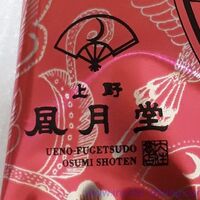 上野
風月堂
UENO-FUGETSUDO
OSUMI SHOTEN